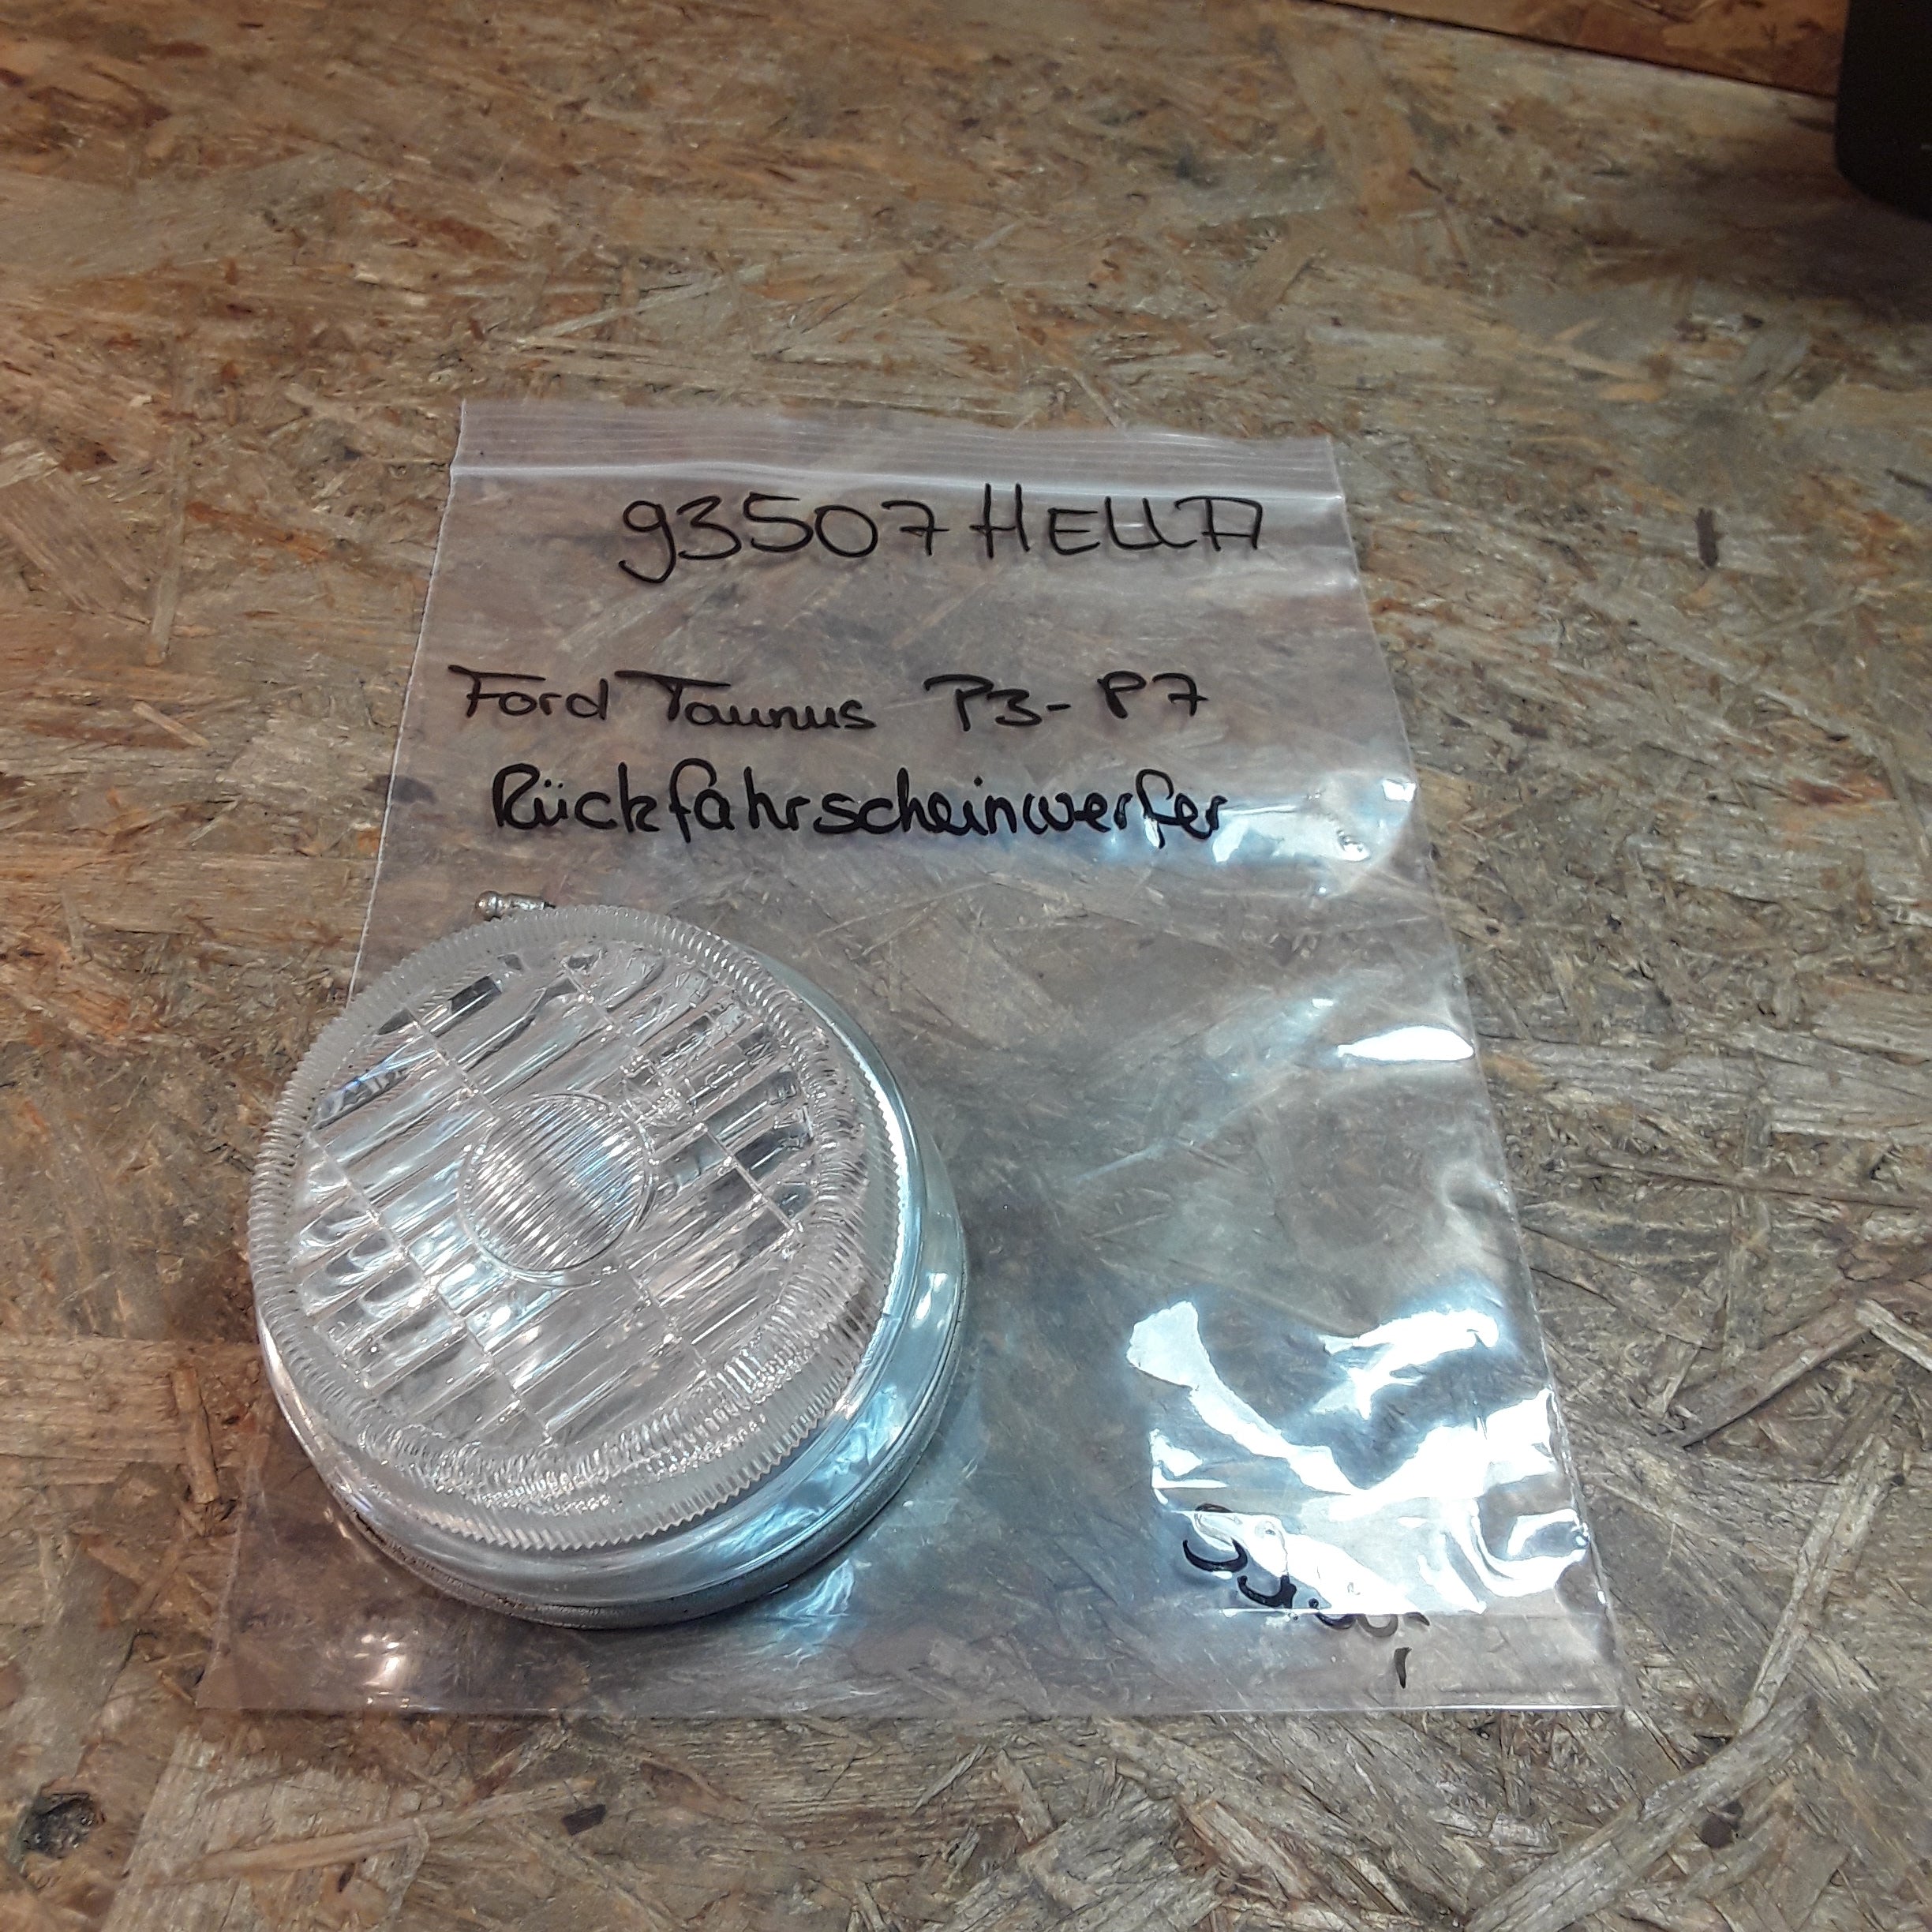 93507 HELLA
Ford Taunus P3-P7
Rückfahrscheinwerfer